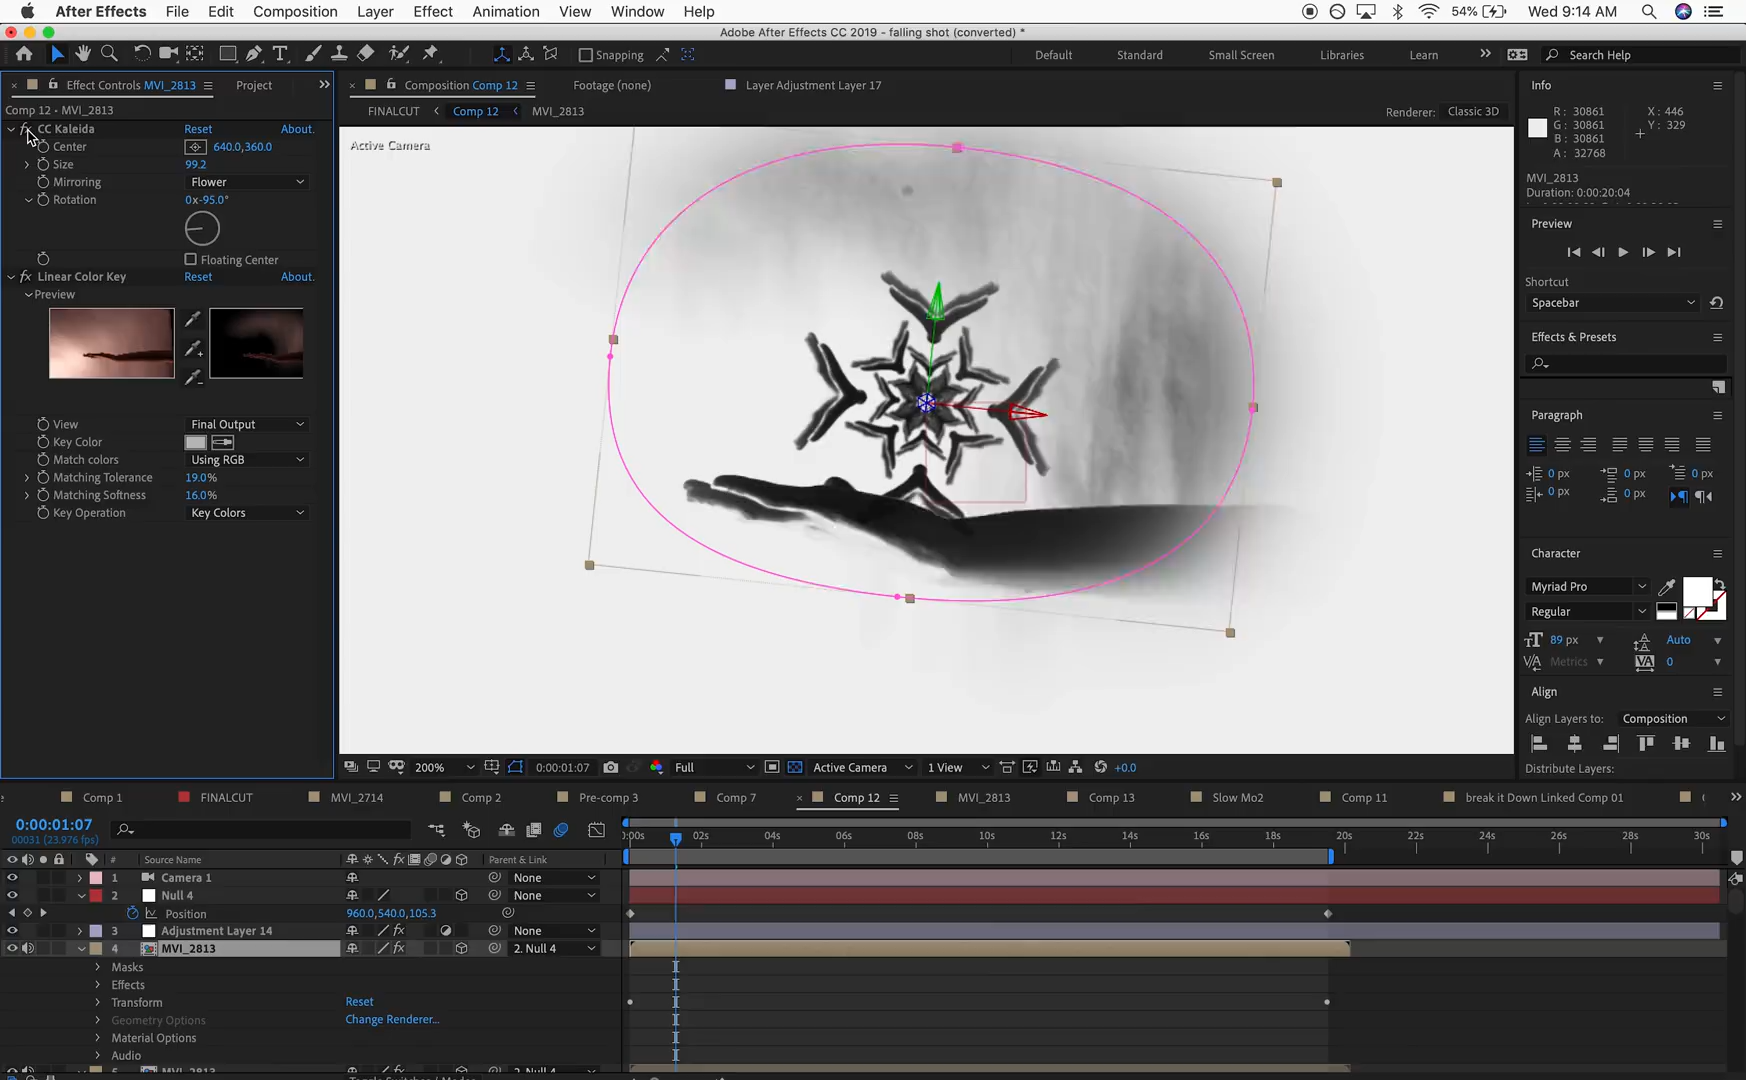 After Effects File Edit Composition Layer Effect Animation View Window Help 54% Wed 9:14 AM
Adobe After Effects CC 2019 - falling shot (converted) *
Snapping Default Standard Small Screen Libraries Learn Search Help
Effect Controls MVI_2813 Project
Composition Comp 12 Footage (none) Layer Adjustment Layer 17
Comp 12 • MVI_2813
FINALCUT Comp 12 MVI_2813 Renderer: Classic 3D
Active Camera
fx CC Kaleida Reset About.
Center 640.0,360.0
Size 99.2
Mirroring Flower
Rotation 0x-95.0°
Floating Center
fx Linear Color Key Reset About.
Preview
View Final Output
Key Color
Match colors Using RGB
Matching Tolerance 19.0%
Matching Softness 16.0%
Key Operation Key Colors
Info
R: 30861 X: 446
G: 30861 Y: 329
B: 30861
A: 32768
MVI_2813
Duration: 0:00:20:04
Preview
Shortcut
Spacebar
Effects & Presets
Paragraph
0 px 0 px 0 px
0 px 0 px
Character
Myriad Pro
Regular
89 px Auto
Metrics 0
Align
Align Layers to: Composition
Distribute Layers:
200% 0:00:01:07 Full Active Camera 1 View +0.0
Comp 1 FINALCUT MVI_2714 Comp 2 Pre-comp 3 Comp 7 Comp 12 MVI_2813 Comp 13 Slow Mo2 Comp 11 break it Down Linked Comp 01
0:00:01:07
00031 (23.976 fps)
:00s 02s 04s 06s 08s 10s 12s 14s 16s 18s 20s 22s 24s 26s 28s 30s
# Source Name Parent & Link
1 Camera 1 None
2 Null 4 None
Position 960.0,540.0,105.3
3 Adjustment Layer 14 None
4 MVI_2813 2. Null 4
Masks
Effects
Transform Reset
Geometry Options Change Renderer...
Material Options
Audio